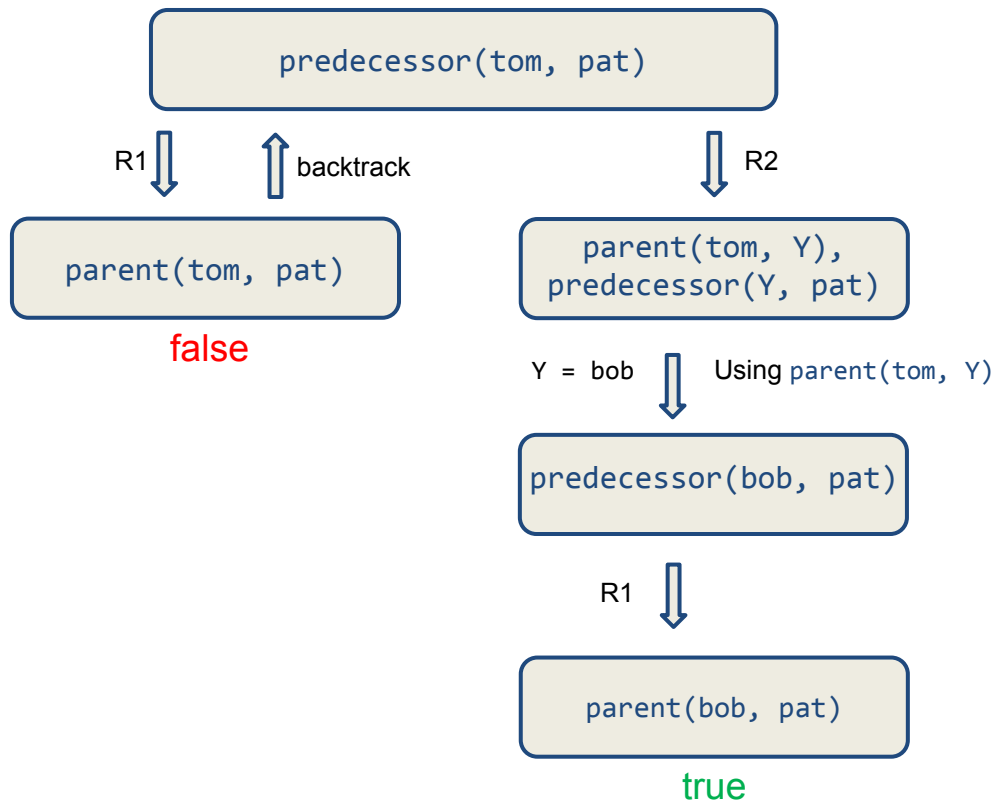 predecessor(tom, pat)
R1
backtrack
R2
parent(tom, pat)
false
parent(tom, Y),
predecessor(Y, pat)
Y = bob
Using parent(tom, Y)
predecessor(bob, pat)
R1
parent(bob, pat)
true